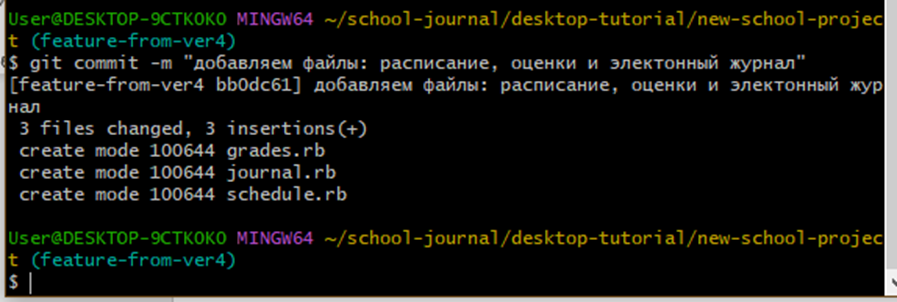 User@DESKTOP-9CTKOKO MINGW64 ~/school-journal/desktop-tutorial/new-school-projec
t (feature-from-ver4)
$ git commit -m "добавляем файлы: расписание, оценки и электонный журнал"
[feature-from-ver4 bb0dc61] добавляем файлы: расписание, оценки и электонный жур
нал
 3 files changed, 3 insertions(+)
 create mode 100644 grades.rb
 create mode 100644 journal.rb
 create mode 100644 schedule.rb

User@DESKTOP-9CTKOKO MINGW64 ~/school-journal/desktop-tutorial/new-school-projec
t (feature-from-ver4)
$